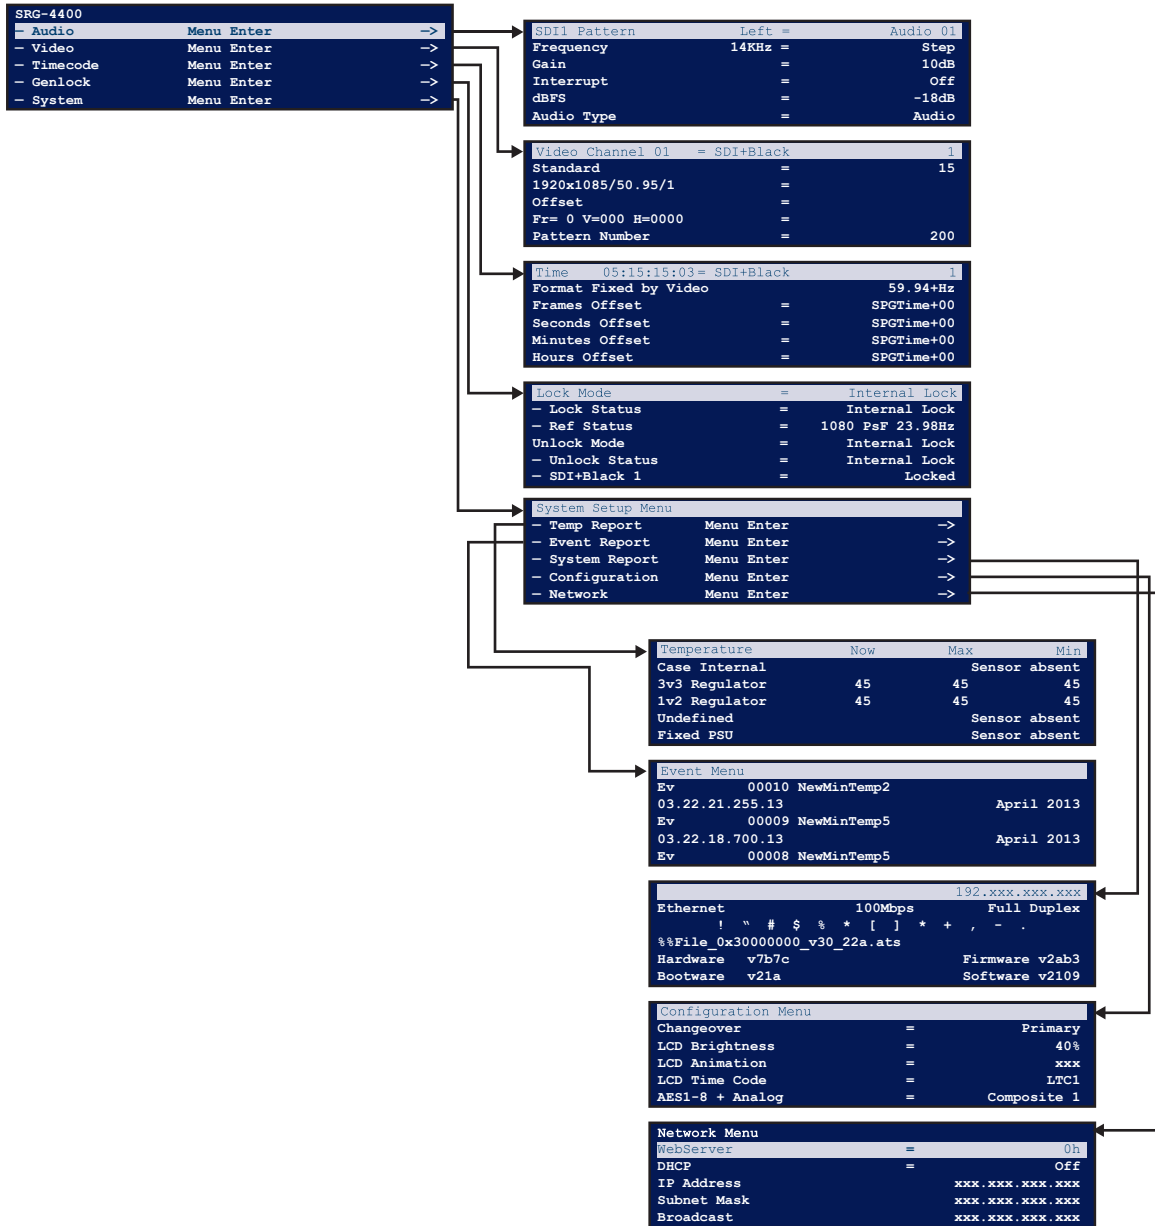 SRG-4400
– Audio Menu Enter –>
– Video Menu Enter –>
– Timecode Menu Enter –>
– Genlock Menu Enter –>
– System Menu Enter –>
SDI1 Pattern Left = Audio 01
Frequency 14KHz = Step
Gain = 10dB
Interrupt = Off
dBFS = -18dB
Audio Type = Audio
Video Channel 01 = SDI+Black 1
Standard = 15
1920x1085/50.95/1 =
Offset =
Fr= 0 V=000 H=0000 =
Pattern Number = 200
Time 05:15:15:03= SDI+Black 1
Format Fixed by Video 59.94+Hz
Frames Offset = SPGTime+00
Seconds Offset = SPGTime+00
Minutes Offset = SPGTime+00
Hours Offset = SPGTime+00
Lock Mode = Internal Lock
– Lock Status = Internal Lock
– Ref Status = 1080 PsF 23.98Hz
Unlock Mode = Internal Lock
– Unlock Status = Internal Lock
– SDI+Black 1 = Locked
System Setup Menu
– Temp Report Menu Enter –>
– Event Report Menu Enter –>
– System Report Menu Enter –>
– Configuration Menu Enter –>
– Network Menu Enter –>
Temperature Now Max Min
Case Internal Sensor absent
3v3 Regulator 45 45 45
1v2 Regulator 45 45 45
Undefined Sensor absent
Fixed PSU Sensor absent
Event Menu
Ev 00010 NewMinTemp2
03.22.21.255.13 April 2013
Ev 00009 NewMinTemp5
03.22.18.700.13 April 2013
Ev 00008 NewMinTemp5
192.xxx.xxx.xxx
Ethernet 100Mbps Full Duplex
! “ # $ % * [ ] * + , - .
%%File_0x30000000_v30_22a.ats
Hardware v7b7c Firmware v2ab3
Bootware v21a Software v2109
Configuration Menu
Changeover = Primary
LCD Brightness = 40%
LCD Animation = xxx
LCD Time Code = LTC1
AES1-8 + Analog = Composite 1
Network Menu
WebServer = 0h
DHCP = Off
IP Address xxx.xxx.xxx.xxx
Subnet Mask xxx.xxx.xxx.xxx
Broadcast xxx.xxx.xxx.xxx